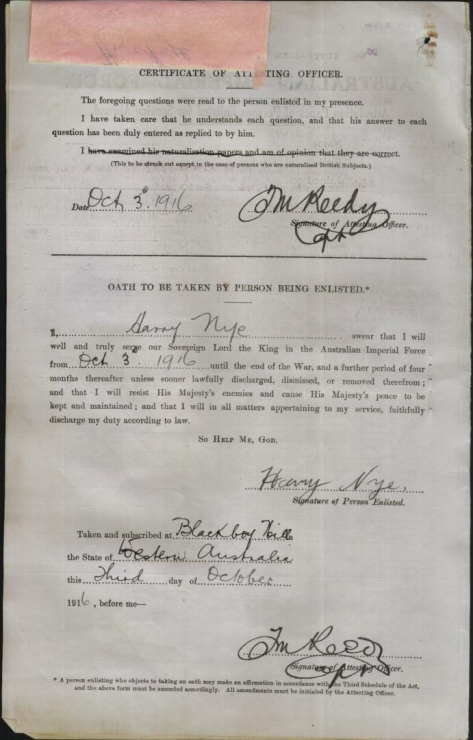 CERTIFICATE OF ATTESTING OFFICER.
The foregoing questions were read to the person enlisted in my presence.
I have taken care that he understands each question, and that his answer to each
question has been duly entered as replied to by him.
I have examined his naturalisation papers and am of opinion that they are correct.
(This to be struck out except in the case of persons who are naturalised British Subjects.)
Date Oct 3d. 1916
Signature of Attesting Officer.
Capt
OATH TO BE TAKEN BY PERSON BEING ENLISTED.*
I, Harry Nye swear that I will
well and truly serve our Sovereign Lord the King in the Australian Imperial Force
from Oct 3d 1916 until the end of the War, and a further period of four
months thereafter unless sooner lawfully discharged, dismissed, or removed therefrom;
and that I will resist His Majesty's enemies and cause His Majesty's peace to be
kept and maintained; and that I will in all matters appertaining to my service, faithfully
discharge my duty according to law.
So Help Me, God.
Harry Nye.
Signature of Person Enlisted.
Taken and subscribed at Blackboy Hill
the State of Western Australia
this Third day of October
1916, before me—
Signature of Attesting Officer.
Capt
* A person enlisting who objects to taking an oath may make an affirmation in accordance with the Third Schedule of the Act,
and the above form must be amended accordingly. All amendments must be initialed by the Attesting Officer.